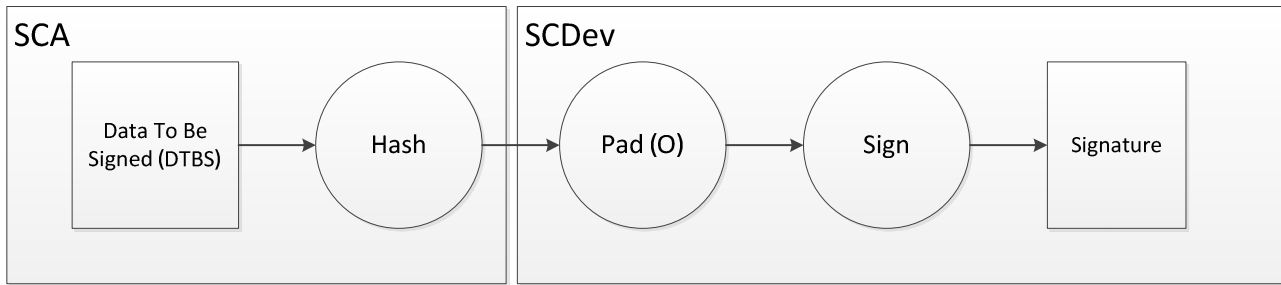 SCA
SCDev
Data To Be
Signed (DTBS)
Hash
Pad (O)
Sign
Signature